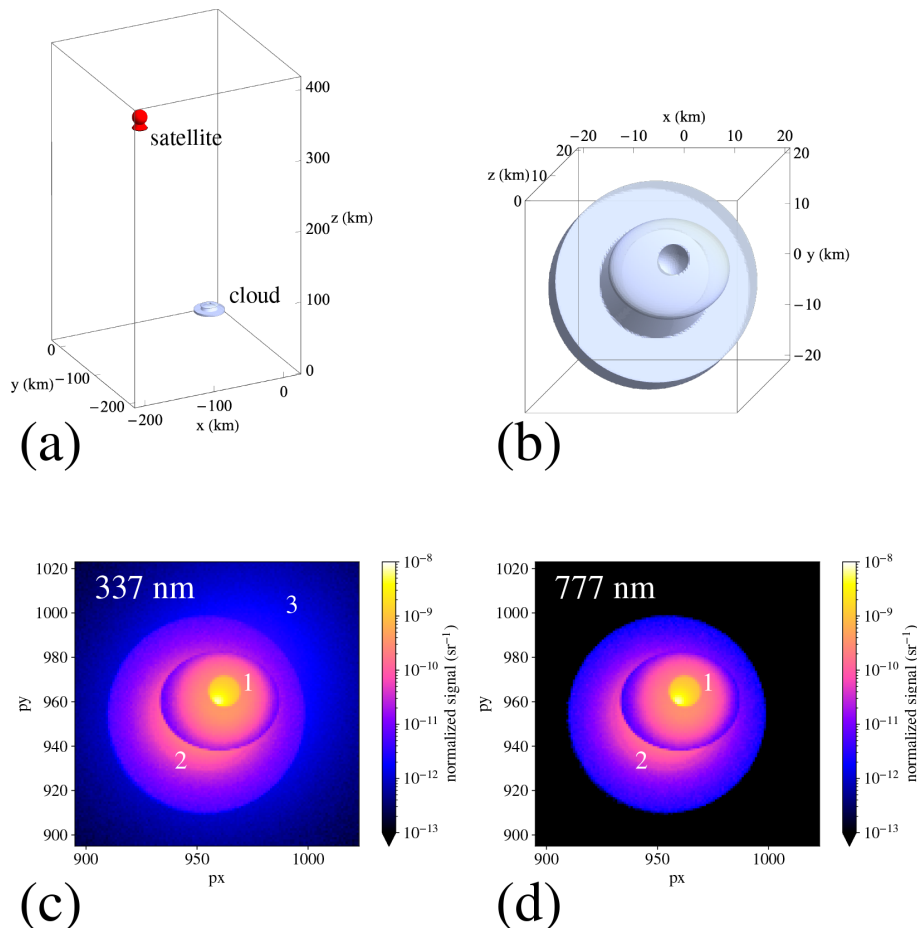 400
satellite
300
z (km)
200
cloud
100
0
0
y (km)
−100
−200
−200
−100
0
x (km)
(a)
x (km)
−20 −10 0 10 20
20
20
z (km)
10
0
10
0 y (km)
−10
−20
(b)
337 nm
1020
1000
980
960
940
920
900
py
900 950 1000
px
1
2
3
10⁻⁸
10⁻⁹
10⁻¹⁰
10⁻¹¹
10⁻¹²
10⁻¹³
normalized signal (sr⁻¹)
(c)
777 nm
1020
1000
980
960
940
920
900
py
900 950 1000
px
1
2
10⁻⁸
10⁻⁹
10⁻¹⁰
10⁻¹¹
10⁻¹²
10⁻¹³
normalized signal (sr⁻¹)
(d)